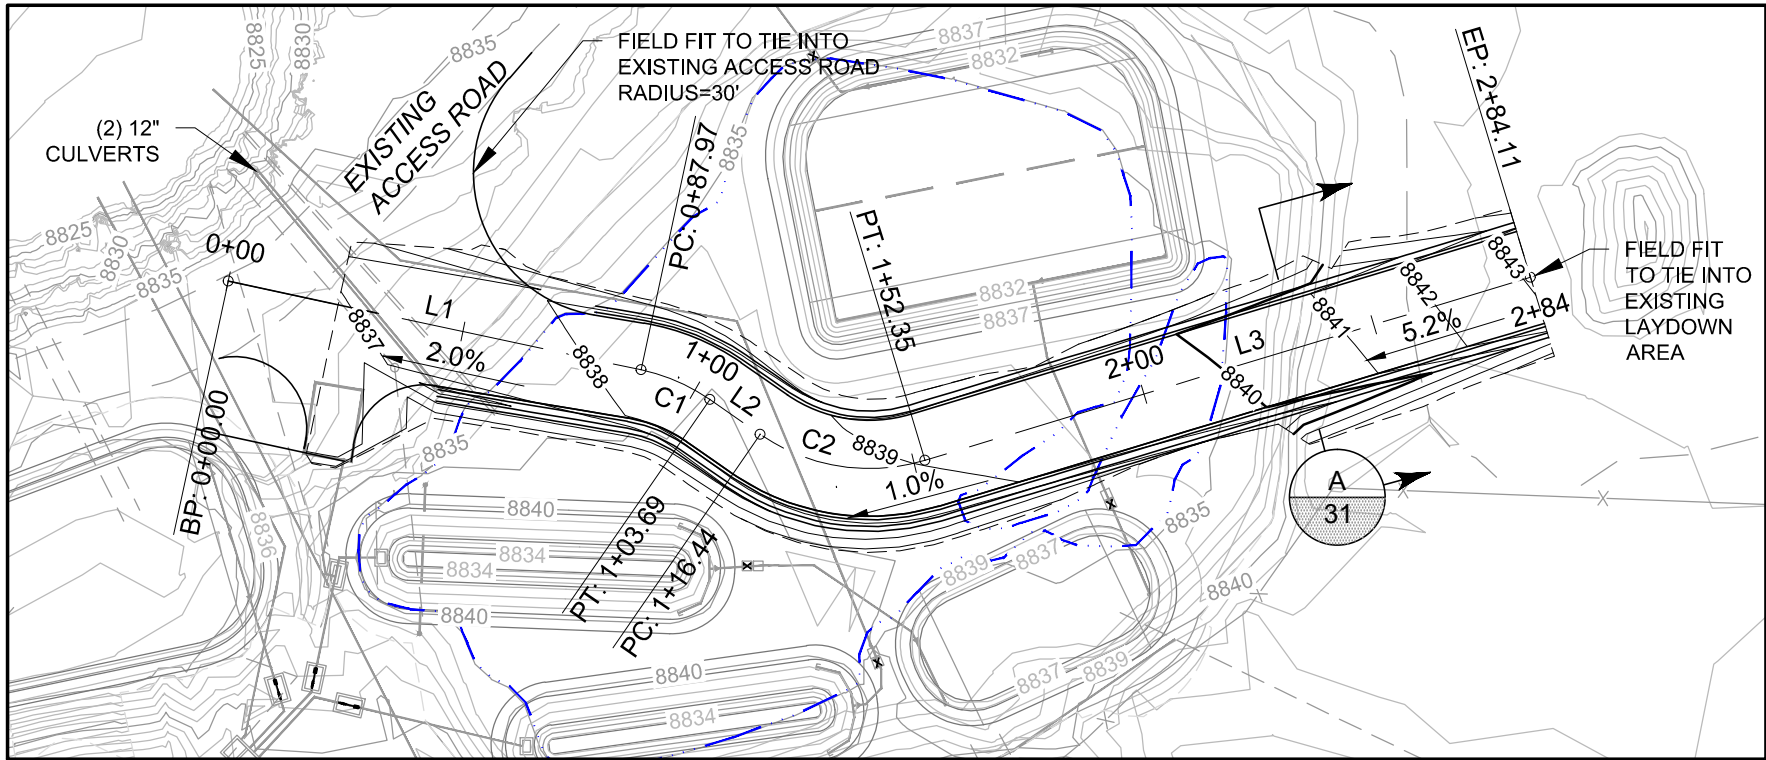 8825
8830
8835
FIELD FIT TO TIE INTO
EXISTING ACCESS ROAD
RADIUS=30'
8837
8832
EP: 2+84.11
(2) 12"
CULVERTS
EXISTING
ACCESS ROAD
PC: 0+87.97
8835
8825
8830
8835
0+00
PT: 1+52.35
8832
8837
FIELD FIT
TO TIE INTO
EXISTING
LAYDOWN
AREA
8843
8842
8841
5.2%
2+84
L1
8837
2.0%
8838
1+00
C1
L2
C2
8839
1.0%
2+00
L3
8840
BP: 0+00.00
8835
8836
8840
8834
8834
8840
PT: 1+03.69
PC: 1+16.44
8840
8834
8839
8837
8835
8840
8837
8839
A
31